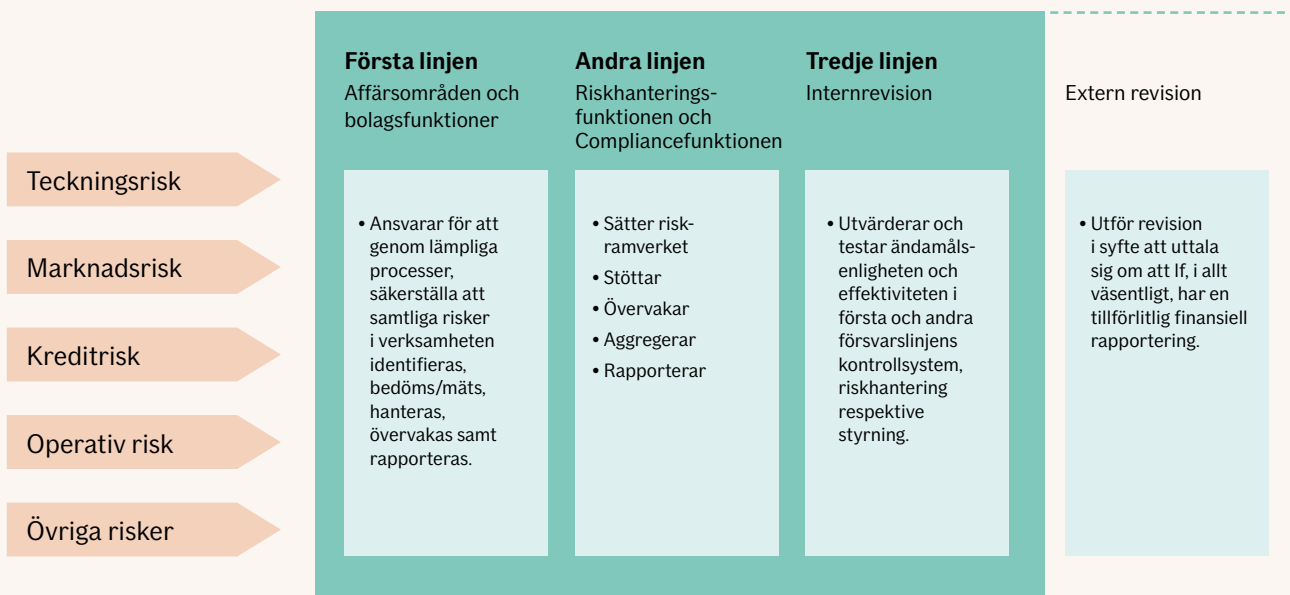 Teckningsrisk
Marknadsrisk
Kreditrisk
Operativ risk
Övriga risker
Första linjen
Affärsområden och
bolagsfunktioner
• Ansvarar för att
genom lämpliga
processer,
säkerställa att
samtliga risker
i verksamheten
identifieras,
bedöms/mäts,
hanteras,
övervakas samt
rapporteras.
Andra linjen
Riskhanterings-
funktionen och
Compliancefunktionen
• Sätter risk-
ramverket
• Stöttar
• Övervakar
• Aggregerar
• Rapporterar
Tredje linjen
Internrevision
• Utvärderar och
testar ändamåls-
enligheten och
effektiviteten i
första och andra
försvarslinjens
kontrollsystem,
riskhantering
respektive
styrning.
Extern revision
• Utför revision
i syfte att uttala
sig om att If, i allt
väsentligt, har en
tillförlitlig finansiell
rapportering.